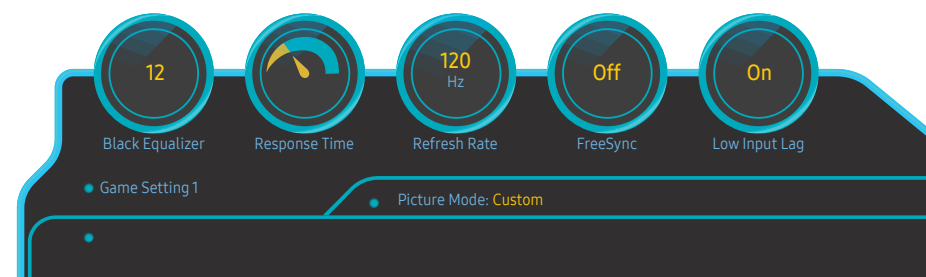 12
120
Hz
Off
On
Black Equalizer
Response Time
Refresh Rate
FreeSync
Low Input Lag
Game Setting 1
Picture Mode: Custom